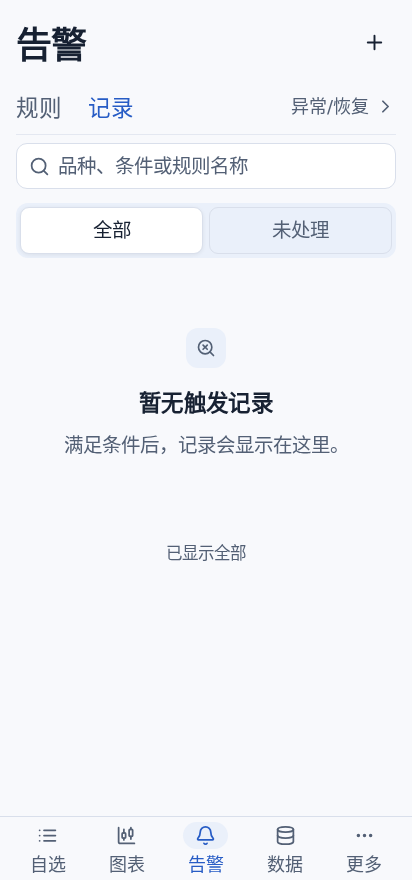 告警
规则 记录 异常/恢复
品种、条件或规则名称
全部 未处理
暂无触发记录
满足条件后，记录会显示在这里。
已显示全部
自选 图表 告警 数据 更多